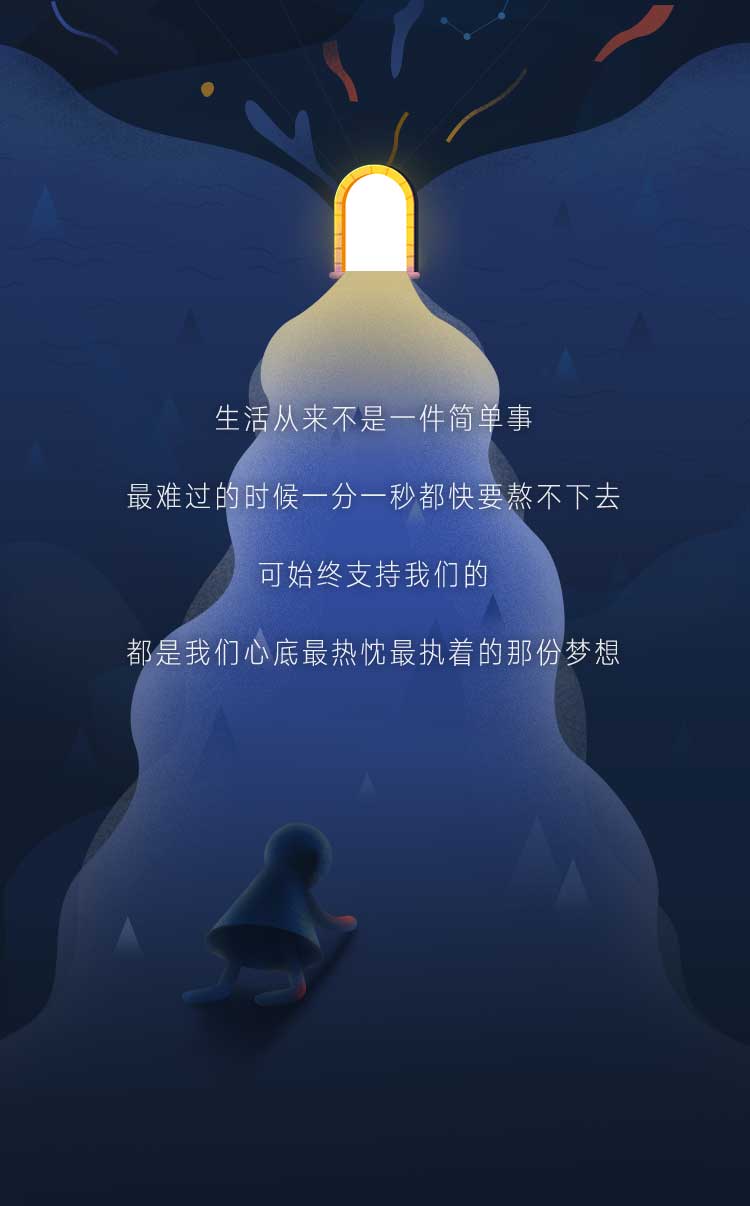 生活从来不是一件简单事
最难过的时候一分一秒都快要熬不下去
可始终支持我们的
都是我们心底最热忱最执着的那份梦想